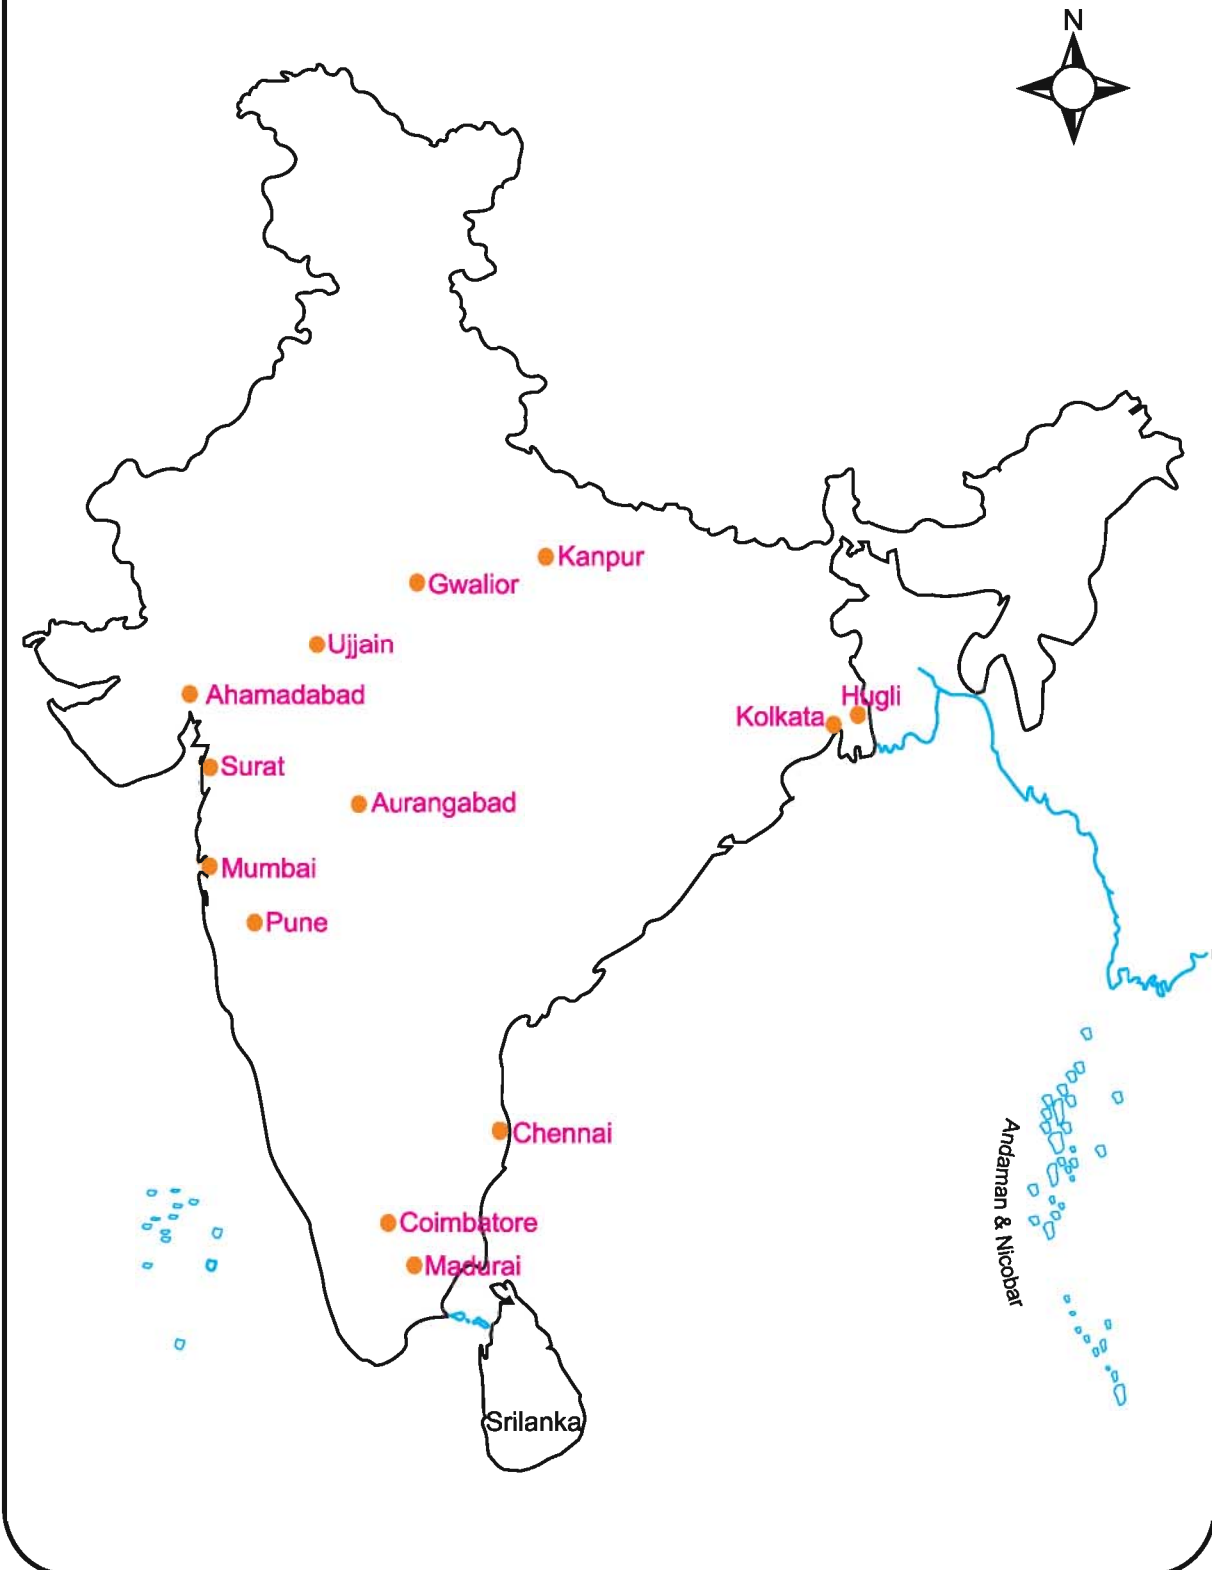 N
Kanpur
Gwalior
Ujjain
Ahamadabad
Hugli
Kolkata
Surat
Aurangabad
Mumbai
Pune
Chennai
Andaman & Nicobar
Coimbatore
Madurai
Srilanka